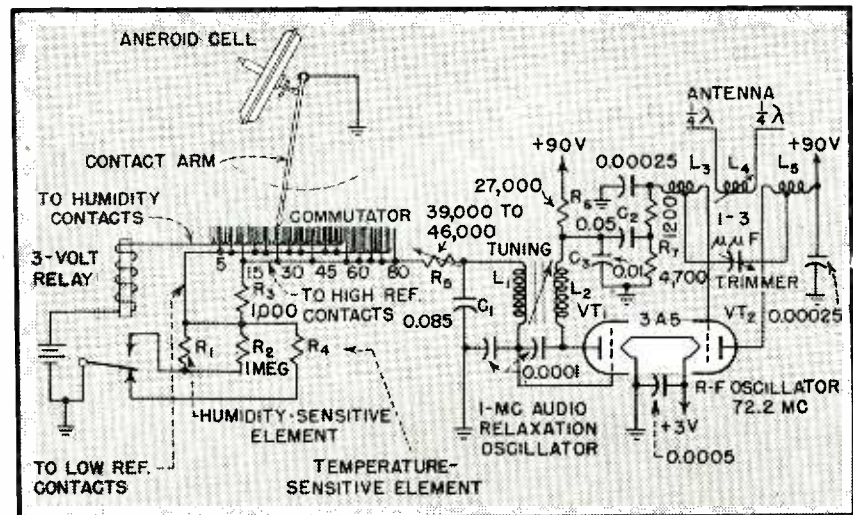 ANEROID CELL
CONTACT ARM
TO HUMIDITY
CONTACTS
3-VOLT
RELAY
COMMUTATOR
5 15 30 45 60 80
39,000 TO
46,000
R5
TO HIGH REF.
CONTACTS
R3
1,000
R1
R2
1 MEG
R4
HUMIDITY-SENSITIVE
ELEMENT
TO LOW REF.
CONTACTS
TEMPERATURE-
SENSITIVE ELEMENT
C1
0.085
TUNING
L1
L2
0.0001
1-MC AUDIO
RELAXATION
OSCILLATOR
+90V
27,000
R6
0.00025
0.05
C2
1200
C3
0.01
R7
4,700
ANTENNA
1/4 λ
1/4 λ
L3
L4
L5
+90V
1-3
μμF
TRIMMER
0.00025
VT1
3A5
VT2
R-F OSCILLATOR
72.2 MC
+3V
0.0005